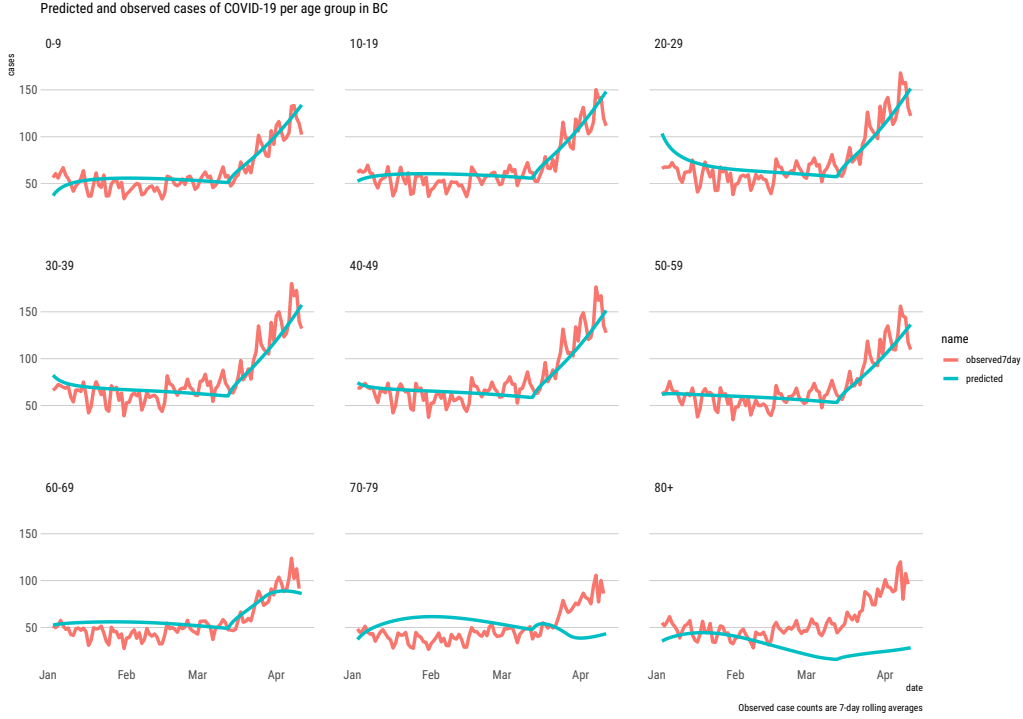 Predicted and observed cases of COVID-19 per age group in BC
cases
0-9
10-19
20-29
150
100
50
30-39
40-49
50-59
150
100
50
name
observed7day
predicted
60-69
70-79
80+
150
100
50
Jan Feb Mar Apr
Jan Feb Mar Apr
Jan Feb Mar Apr
date
Observed case counts are 7-day rolling averages